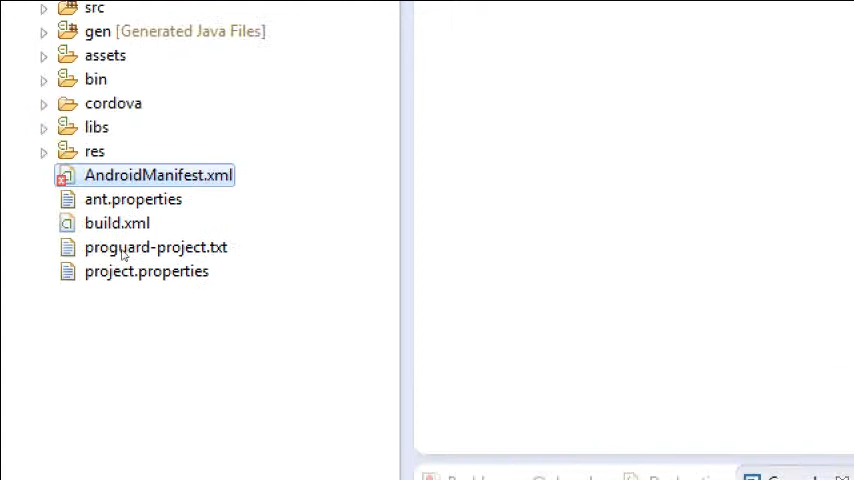 src
gen [Generated Java Files]
assets
bin
cordova
libs
res
AndroidManifest.xml
ant.properties
build.xml
proguard-project.txt
project.properties